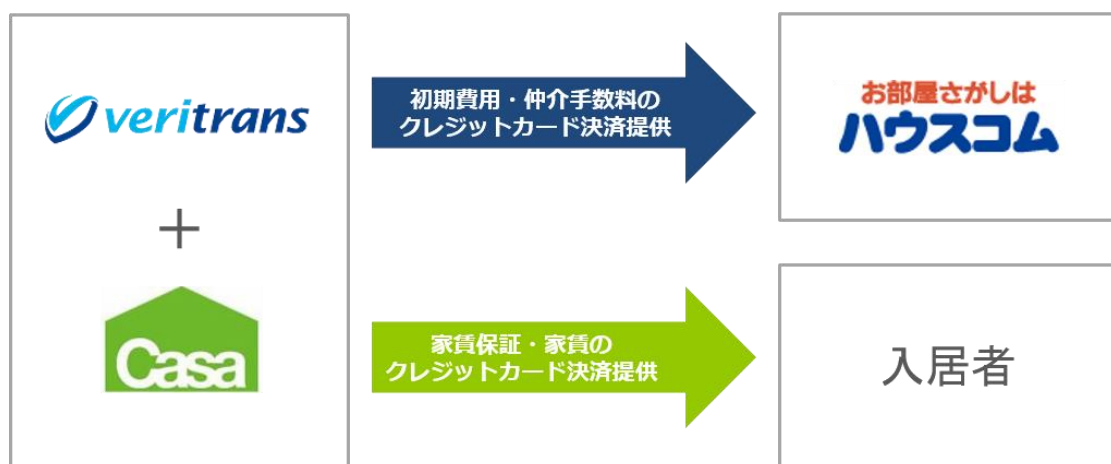 veritrans
+
Casa
初期費用・仲介手数料の
クレジットカード決済提供
家賃保証・家賃の
クレジットカード決済提供
お部屋さがしは
ハウスコム
入居者